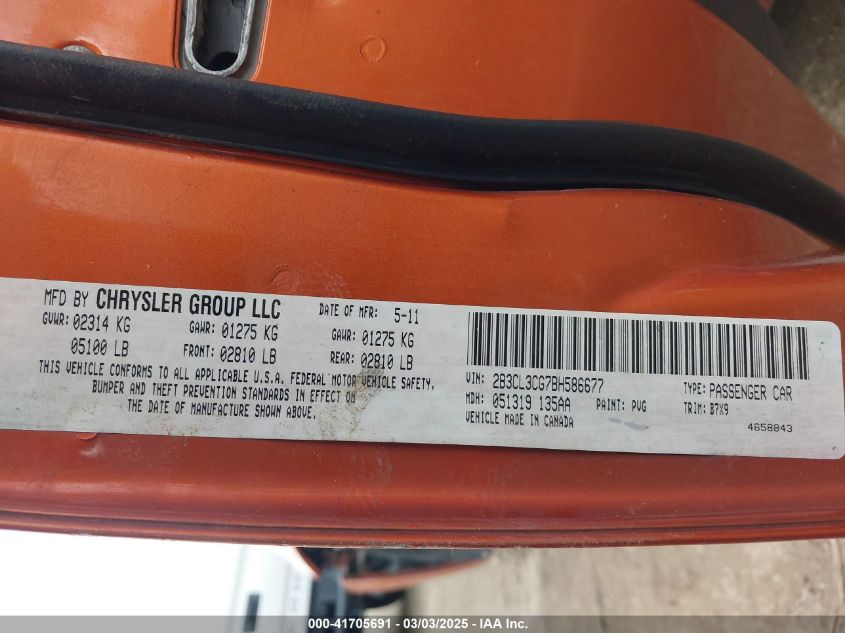 MFD BY CHRYSLER GROUP LLC DATE OF MFR: 5-11
GVWR: 02314 KG GAWR: 01275 KG GAWR: 01275 KG
05100 LB FRONT: 02810 LB REAR: 02810 LB
THIS VEHICLE CONFORMS TO ALL APPLICABLE U.S.A. FEDERAL MOTOR VEHICLE SAFETY,
BUMPER AND THEFT PREVENTION STANDARDS IN EFFECT ON
THE DATE OF MANUFACTURE SHOWN ABOVE.
VIN: 2B3CL3CG7BH586677 TYPE: PASSENGER CAR
MDH: 051319 135AA PAINT: PVG TRIM: B7X9
VEHICLE MADE IN CANADA 4658843
000-41705691 | 03/03/2025 - IAA Inc.